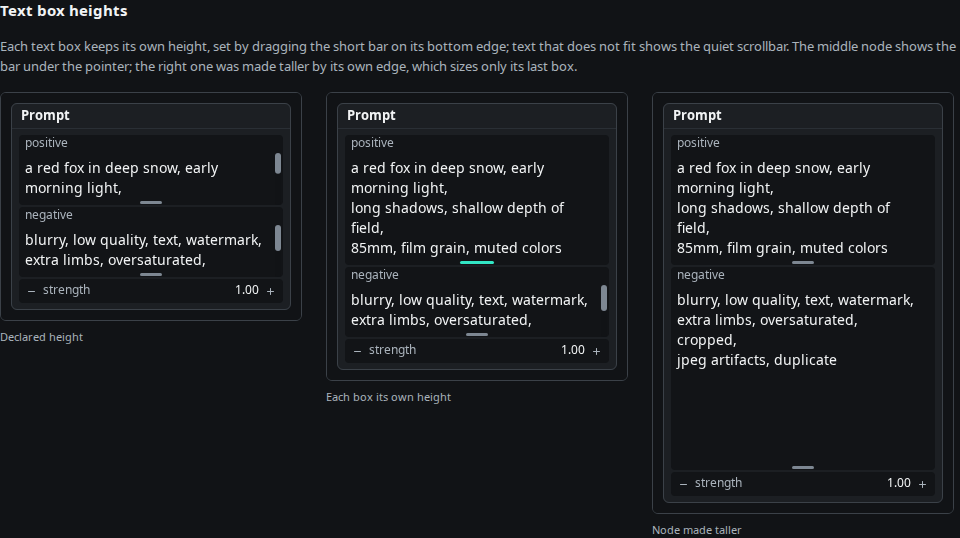 Text box heights
Each text box keeps its own height, set by dragging the short bar on its bottom edge; text that does not fit shows the quiet scrollbar. The middle node shows the
bar under the pointer; the right one was made taller by its own edge, which sizes only its last box.
Prompt
positive
a red fox in deep snow, early
morning light,
negative
blurry, low quality, text, watermark,
extra limbs, oversaturated,
– strength 1.00 +
Declared height
Prompt
positive
a red fox in deep snow, early
morning light,
long shadows, shallow depth of
field,
85mm, film grain, muted colors
negative
blurry, low quality, text, watermark,
extra limbs, oversaturated,
– strength 1.00 +
Each box its own height
Prompt
positive
a red fox in deep snow, early
morning light,
long shadows, shallow depth of
field,
85mm, film grain, muted colors
negative
blurry, low quality, text, watermark,
extra limbs, oversaturated,
cropped,
jpeg artifacts, duplicate
– strength 1.00 +
Node made taller